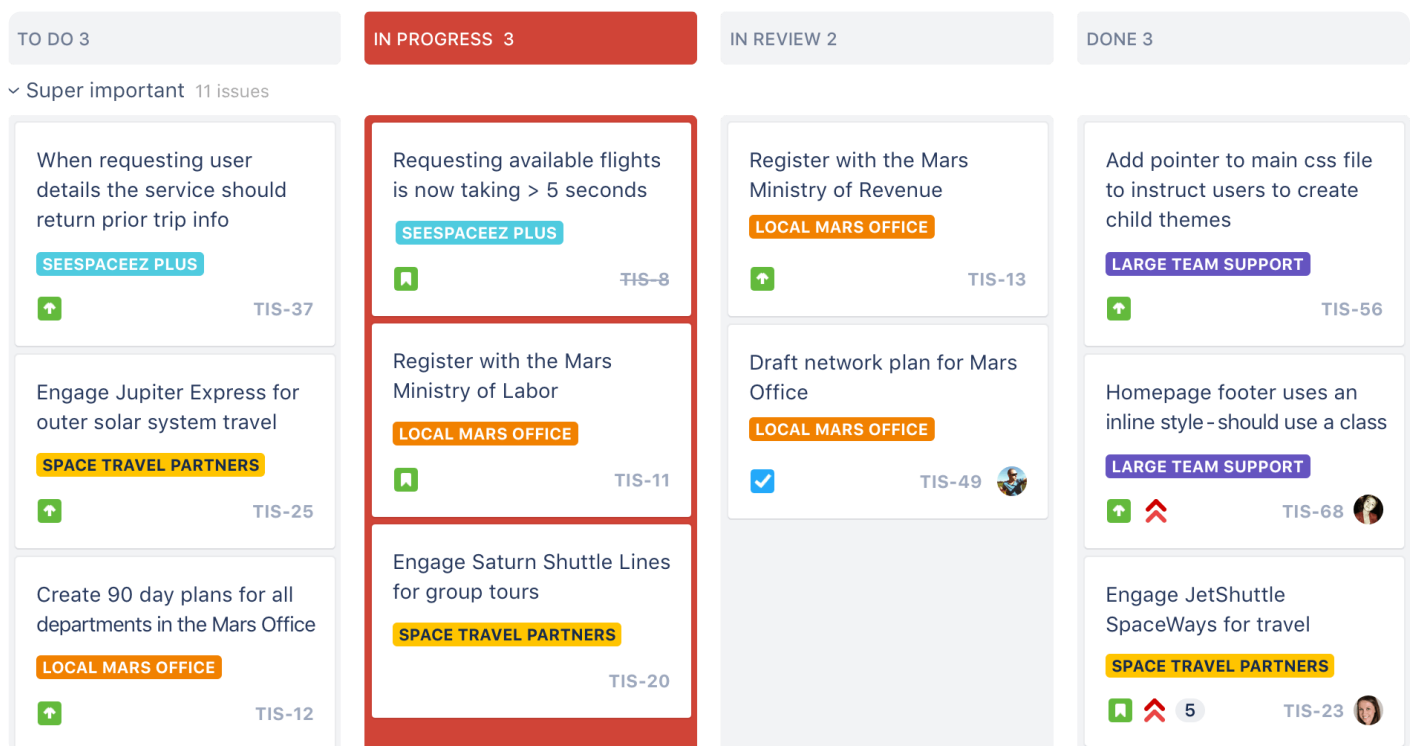 TO DO 3
IN PROGRESS 3
IN REVIEW 2
DONE 3
Super important 11 issues
When requesting user
details the service should
return prior trip info
SEESPACEEZ PLUS
TIS-37
Engage Jupiter Express for
outer solar system travel
SPACE TRAVEL PARTNERS
TIS-25
Create 90 day plans for all
departments in the Mars Office
LOCAL MARS OFFICE
TIS-12
Requesting available flights
is now taking > 5 seconds
SEESPACEEZ PLUS
TIS-8
Register with the Mars
Ministry of Labor
LOCAL MARS OFFICE
TIS-11
Engage Saturn Shuttle Lines
for group tours
SPACE TRAVEL PARTNERS
TIS-20
Register with the Mars
Ministry of Revenue
LOCAL MARS OFFICE
TIS-13
Draft network plan for Mars
Office
LOCAL MARS OFFICE
TIS-49
Add pointer to main css file
to instruct users to create
child themes
LARGE TEAM SUPPORT
TIS-56
Homepage footer uses an
inline style-should use a class
LARGE TEAM SUPPORT
TIS-68
Engage JetShuttle
SpaceWays for travel
SPACE TRAVEL PARTNERS
5 TIS-23